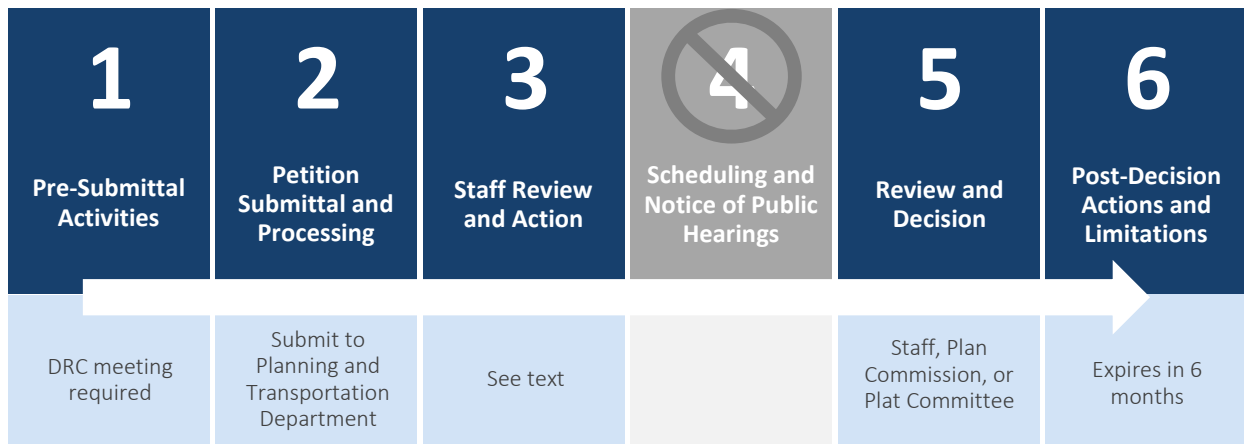 1
Pre-Submittal
Activities
DRC meeting
required
2
Petition
Submittal and
Processing
Submit to
Planning and
Transportation
Department
3
Staff Review
and Action
See text
4
Scheduling and
Notice of Public
Hearings
5
Review and
Decision
Staff, Plan
Commission, or
Plat Committee
6
Post-Decision
Actions and
Limitations
Expires in 6
months